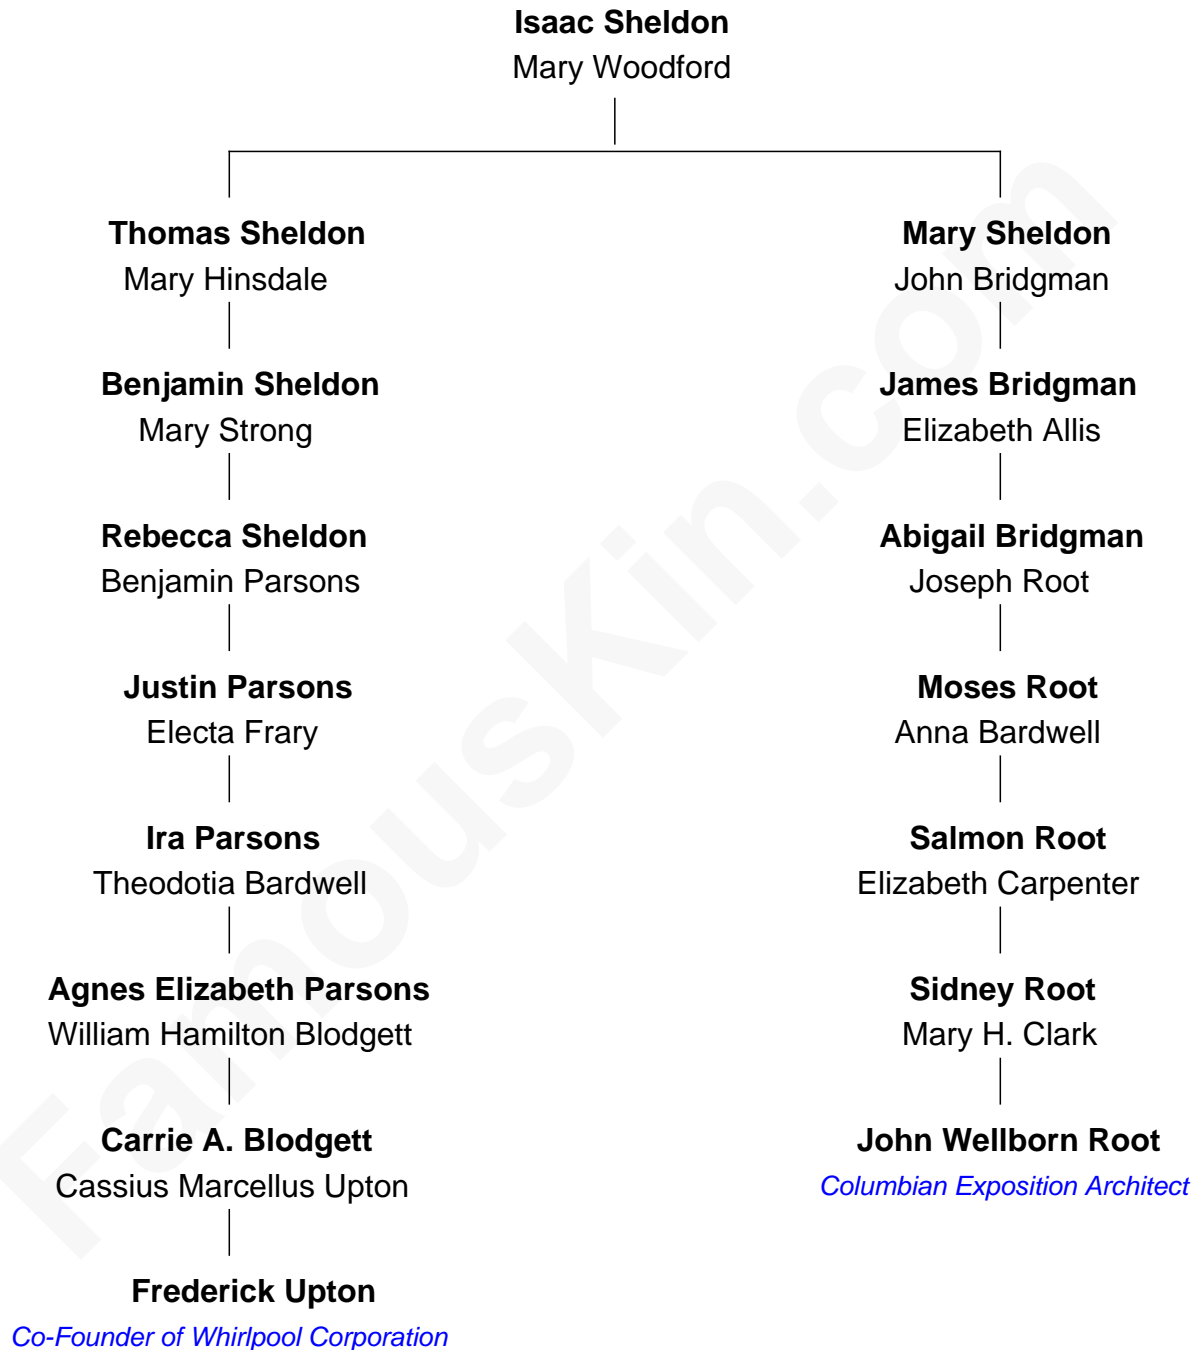 Isaac Sheldon
Mary Woodford
Thomas Sheldon
Mary Hinsdale
Benjamin Sheldon
Mary Strong
Rebecca Sheldon
Benjamin Parsons
Justin Parsons
Electa Frary
Ira Parsons
Theodotia Bardwell
Agnes Elizabeth Parsons
William Hamilton Blodgett
Carrie A. Blodgett
Cassius Marcellus Upton
Frederick Upton
Co-Founder of Whirlpool Corporation
Mary Sheldon
John Bridgman
James Bridgman
Elizabeth Allis
Abigail Bridgman
Joseph Root
Moses Root
Anna Bardwell
Salmon Root
Elizabeth Carpenter
Sidney Root
Mary H. Clark
John Wellborn Root
Columbian Exposition Architect
FamousKin.com